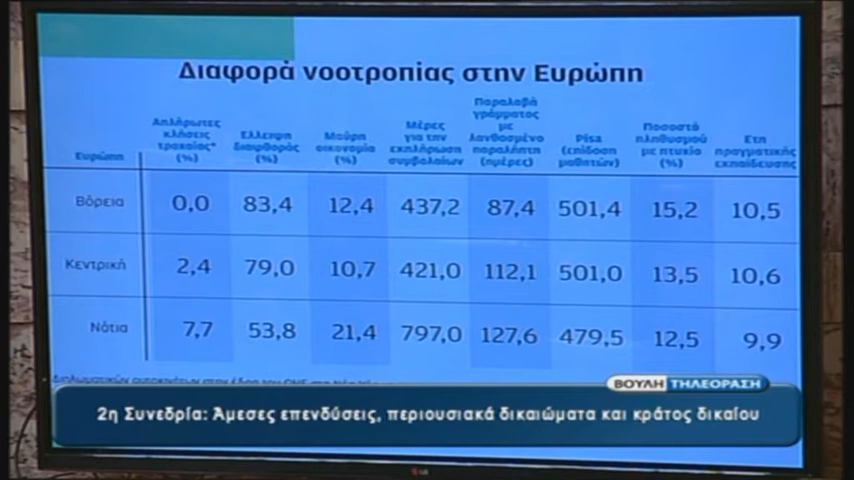 Διαφορά νοοτροπίας στην Ευρώπη
Ευρώπη
Απλήρωτες κλήσεις τροχαίας* (%)
Ελλειψη διαφθοράς (%)
Μαύρη οικονομία (%)
Μέρες για την εκπλήρωση συμβολαίων
Παραλαβή γράμματος με λανθασμένο παραλήπτη (ημέρες)
Pisa (επίδοση μαθητών)
Ποσοστό πληθυσμού με πτυχίο (%)
Ετη πραγματικής εκπαίδευσης
Βόρεια 0,0 83,4 12,4 437,2 87,4 501,4 15,2 10,5
Κεντρική 2,4 79,0 10,7 421,0 112,1 501,0 13,5 10,6
Νότια 7,7 53,8 21,4 797,0 127,6 479,5 12,5 9,9
ΒΟΥΛΗ ΤΗΛΕΟΡΑΣΗ
2η Συνεδρία: Άμεσες επενδύσεις, περιουσιακά δικαιώματα και κράτος δικαίου
LG